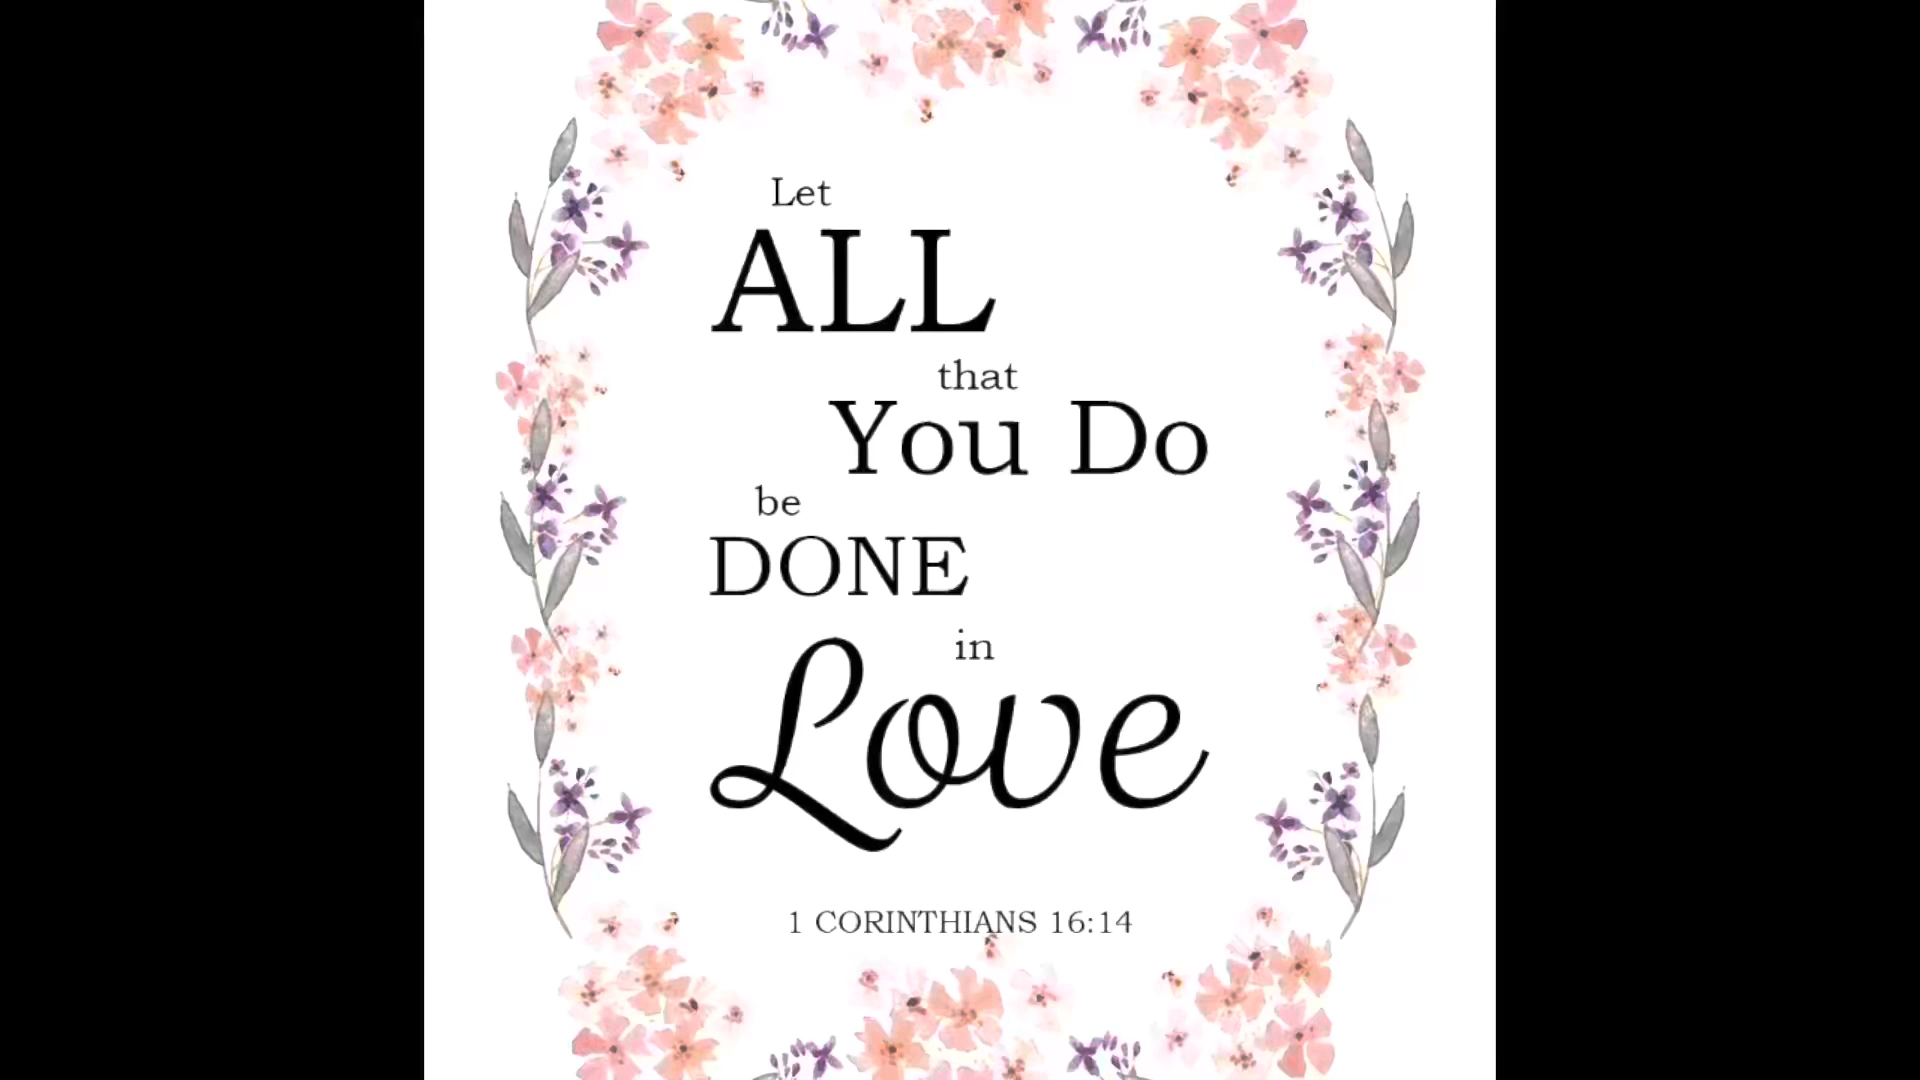 Let
ALL
that
You Do
be
DONE
in
Love
1 CORINTHIANS 16:14